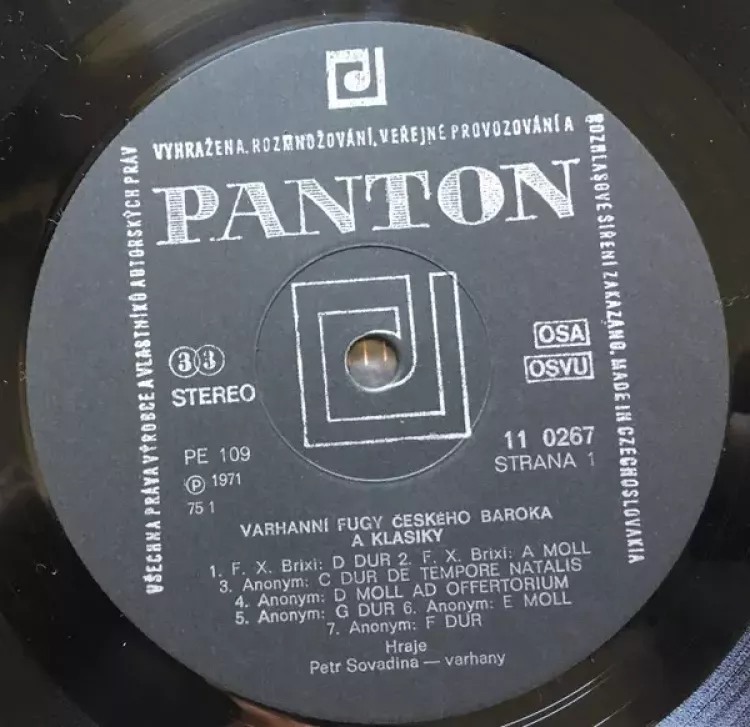 VYHRAŽENA. ROZMNOŽOVÁNÍ, VEŘEJNÉ PROVOZOVÁNÍ A
ROZHLASOVÉ ŠÍŘENÍ ZAKÁZÁNO. MADE IN CZECHOSLOVAKIA
VŠECHNA PRÁVA VÝROBCE A VLASTNÍKŮ AUTORSKÝCH PRÁV
PANTON
33
STEREO
OSA
OSVU
PE 109
℗ 1971
75 1
11 0267
STRANA 1
VARHANNÍ FUGY ČESKÉHO BAROKA
A KLASIKY
1. F. X. Brixi: D DUR 2. F. X. Brixi: A MOLL
3. Anonym: C DUR DE TEMPORE NATALIS
4. Anonym: D MOLL AD OFFERTORIUM
5. Anonym: G DUR 6. Anonym: E MOLL
7. Anonym: F DUR
Hraje
Petr Sovadina — varhany